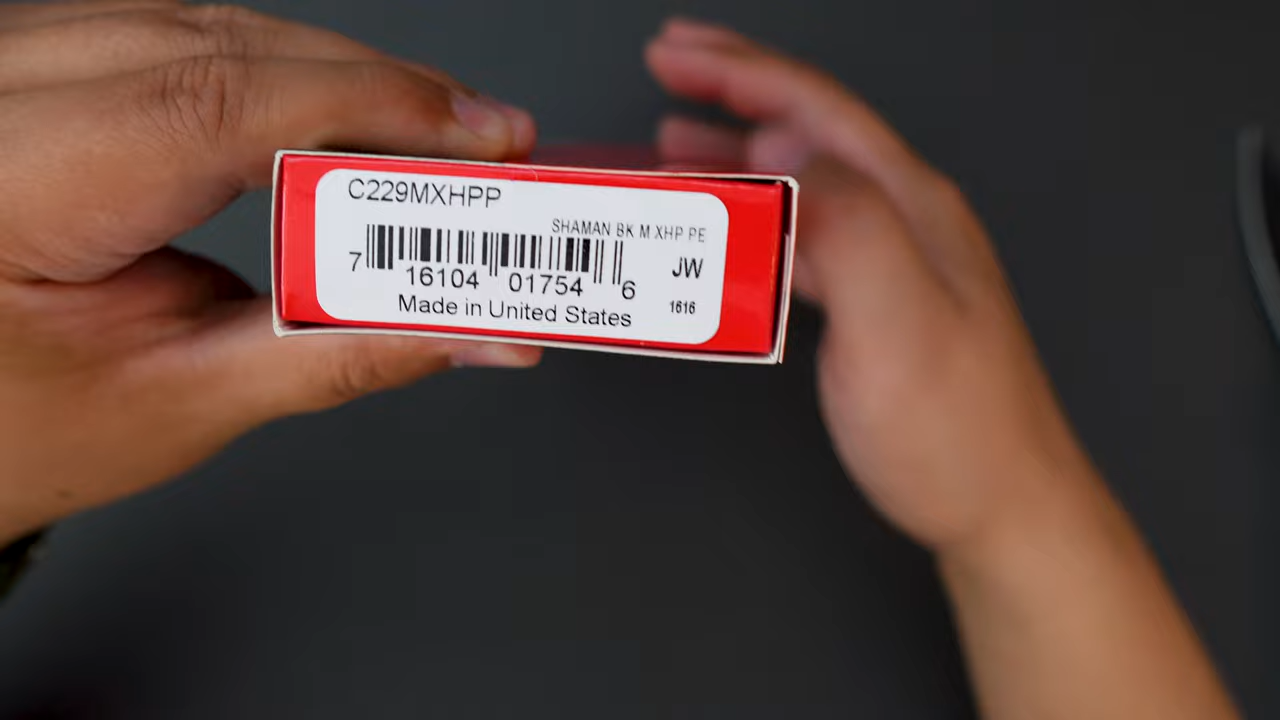 C229MXHPP
SHAMAN BK M XHP PE
7 16104 01754 6
JW
Made in United States
1616